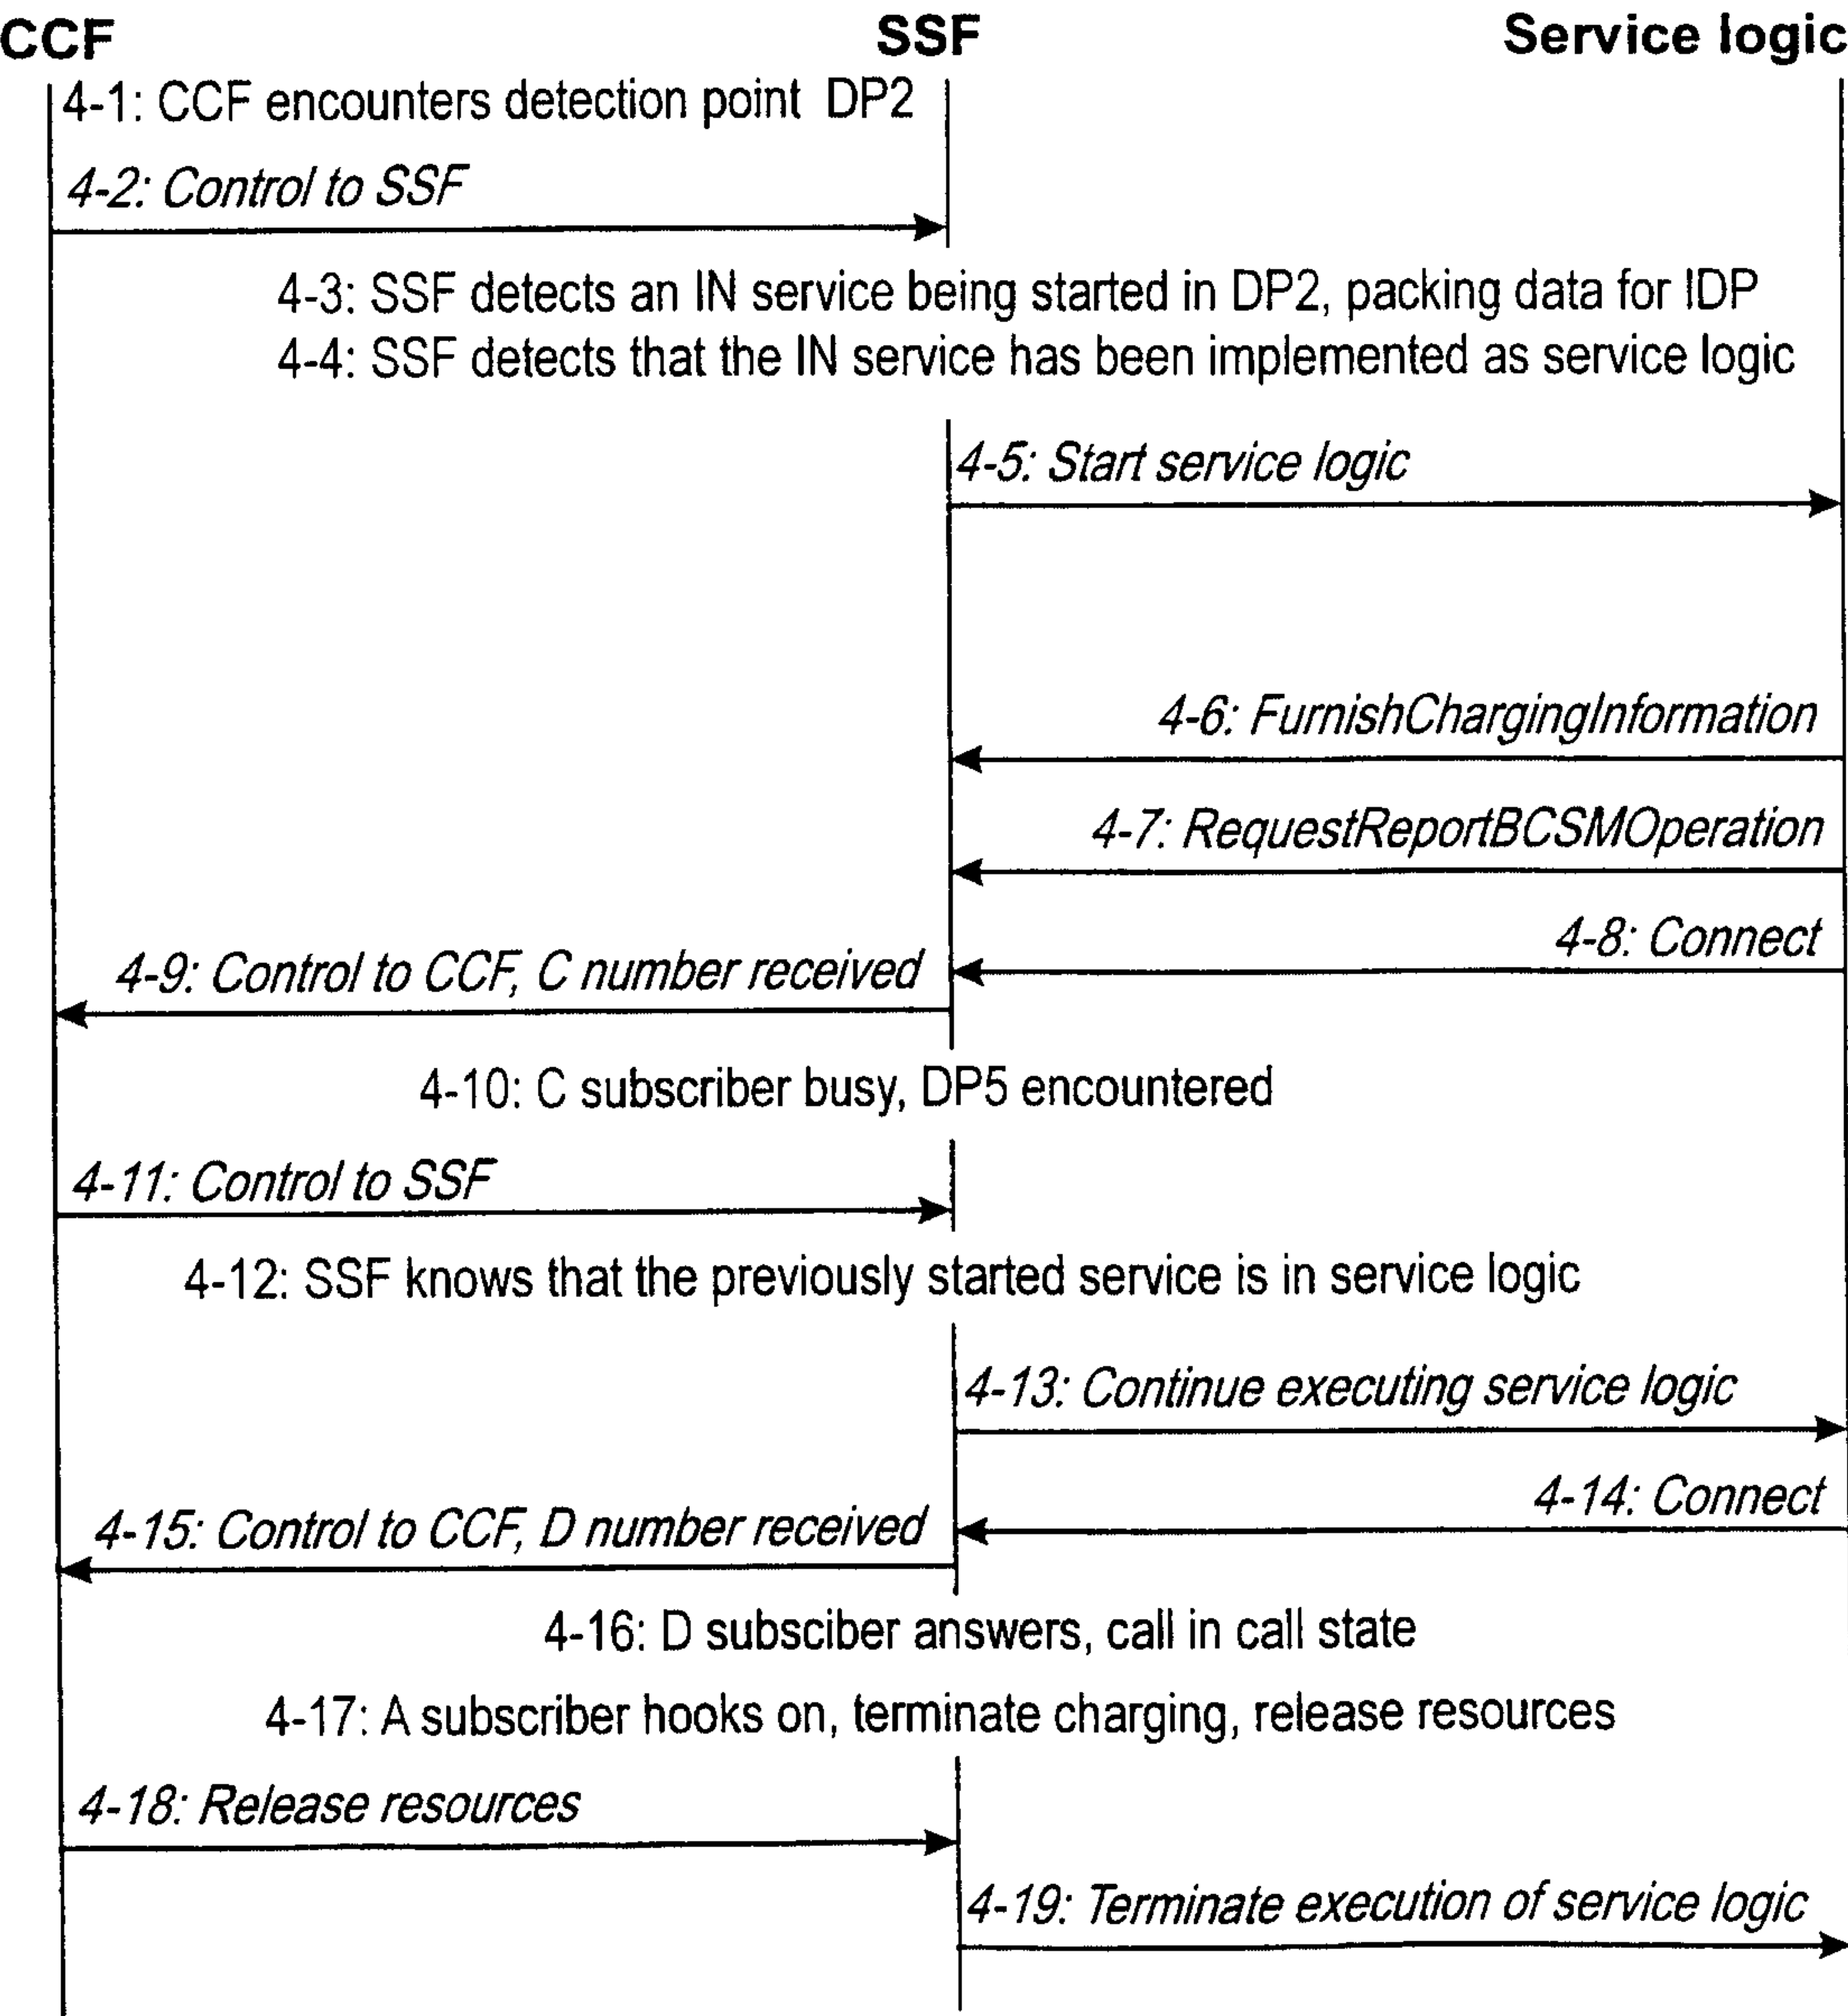 CCF SSF Service logic
4-1: CCF encounters detection point DP2
4-2: Control to SSF
4-3: SSF detects an IN service being started in DP2, packing data for IDP
4-4: SSF detects that the IN service has been implemented as service logic
4-5: Start service logic
4-6: FurnishChargingInformation
4-7: RequestReportBCSMOperation
4-8: Connect
4-9: Control to CCF, C number received
4-10: C subscriber busy, DP5 encountered
4-11: Control to SSF
4-12: SSF knows that the previously started service is in service logic
4-13: Continue executing service logic
4-14: Connect
4-15: Control to CCF, D number received
4-16: D subsciber answers, call in call state
4-17: A subscriber hooks on, terminate charging, release resources
4-18: Release resources
4-19: Terminate execution of service logic